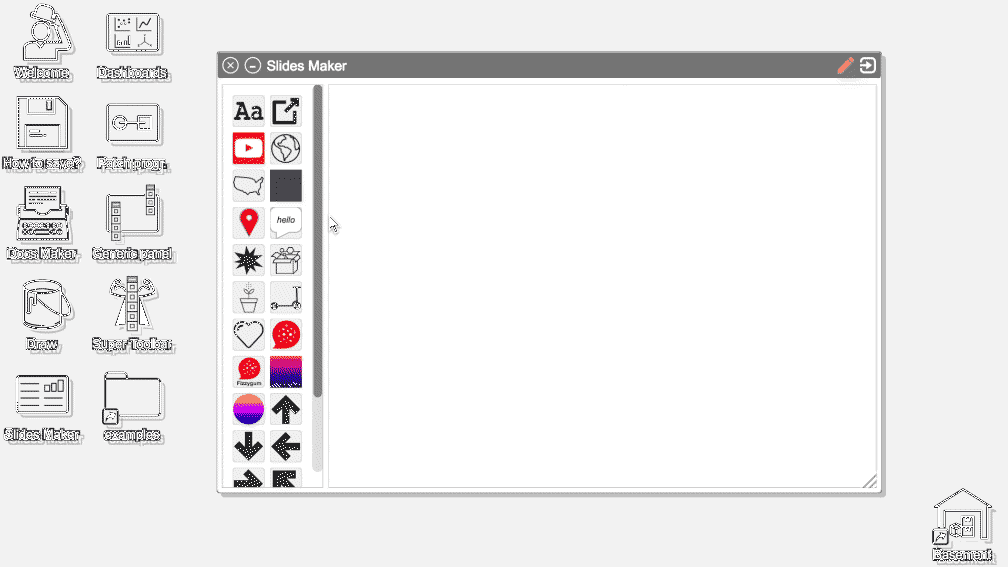 Welcome
Dashboards
How to save?
Patch progr.
Docs Maker
Generic panel
Draw
Super Toolbar
Slides Maker
examples
Slides Maker
Aa
hello
Fizzygum
Basement